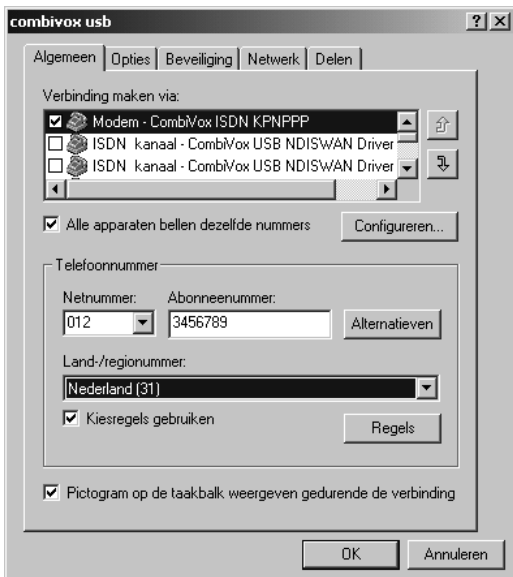 combivox usb
Algemeen Opties Beveiliging Netwerk Delen
Verbinding maken via:
Modem - CombiVox ISDN KPNPPP
ISDN kanaal - CombiVox USB NDISWAN Driver
ISDN kanaal - CombiVox USB NDISWAN Driver
Alle apparaten bellen dezelfde nummers Configureren...
Telefoonnummer
Netnummer: Abonneenummer:
012 3456789 Alternatieven
Land-/regionummer:
Nederland (31)
Kiesregels gebruiken Regels
Pictogram op de taakbalk weergeven gedurende de verbinding
OK Annuleren